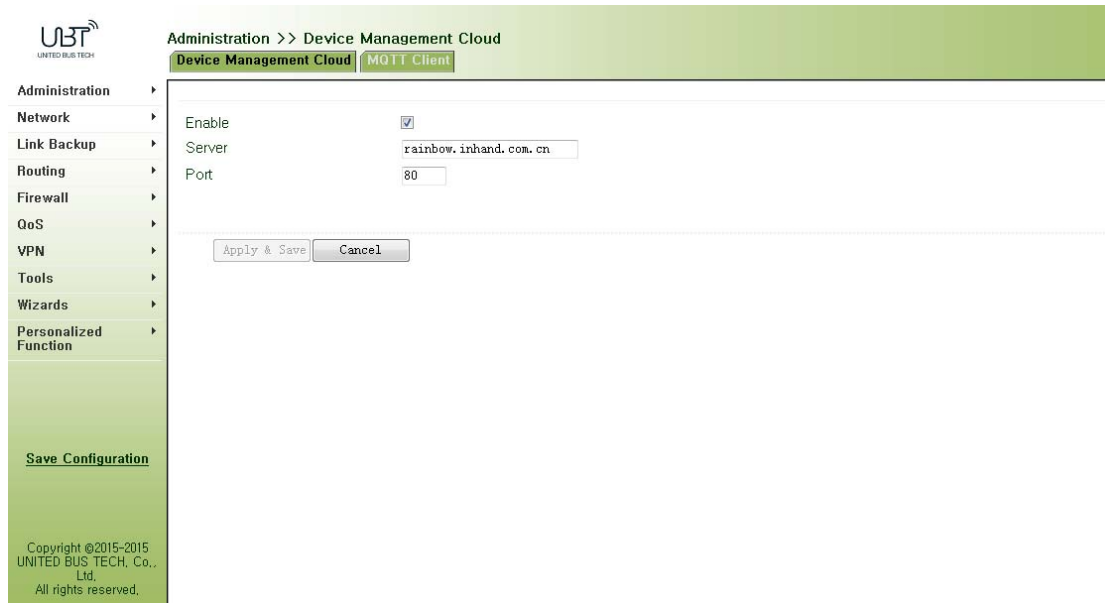 UBT
UNITED BUS TECH
Administration >> Device Management Cloud
Device Management Cloud
MQTT Client
Administration
Network
Link Backup
Routing
Firewall
QoS
VPN
Tools
Wizards
Personalized
Function
Enable
Server
rainbow.inhand.com.cn
Port
80
Apply & Save
Cancel
Save Configuration
Copyright ©2015-2015
UNITED BUS TECH. Co.,
Ltd.
All rights reserved.